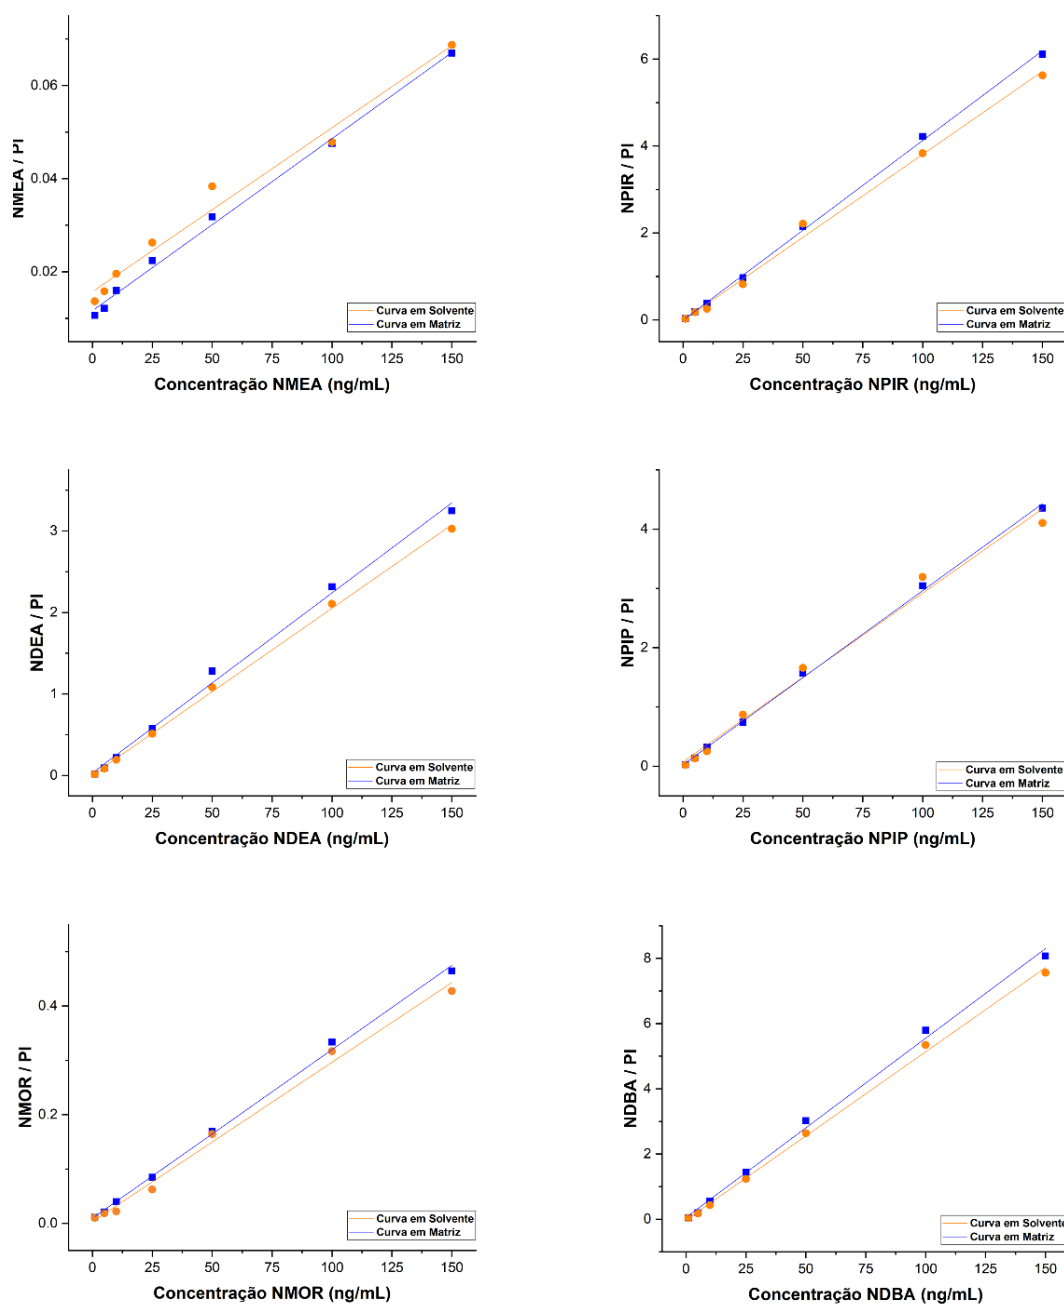 NMEA / PI
0.06
0.04
0.02
Curva em Solvente
Curva em Matriz
0 25 50 75 100 125 150
Concentração NMEA (ng/mL)
NPIR / PI
6
4
2
0
Curva em Solvente
Curva em Matriz
0 25 50 75 100 125 150
Concentração NPIR (ng/mL)
NDEA / PI
3
2
1
0
Curva em Solvente
Curva em Matriz
0 25 50 75 100 125 150
Concentração NDEA (ng/mL)
NPIP / PI
4
2
0
Curva em Solvente
Curva em Matriz
0 25 50 75 100 125 150
Concentração NPIP (ng/mL)
NMOR / PI
0.4
0.2
0.0
Curva em Solvente
Curva em Matriz
0 25 50 75 100 125 150
Concentração NMOR (ng/mL)
NDBA / PI
8
6
4
2
0
Curva em Solvente
Curva em Matriz
0 25 50 75 100 125 150
Concentração NDBA (ng/mL)